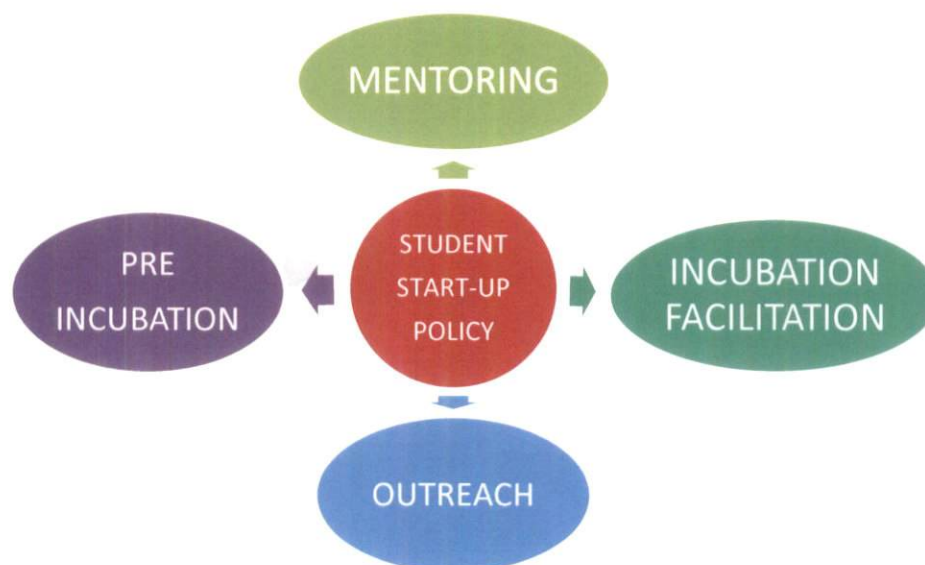 MENTORING
PRE
INCUBATION
STUDENT
START-UP
POLICY
INCUBATION
FACILITATION
OUTREACH